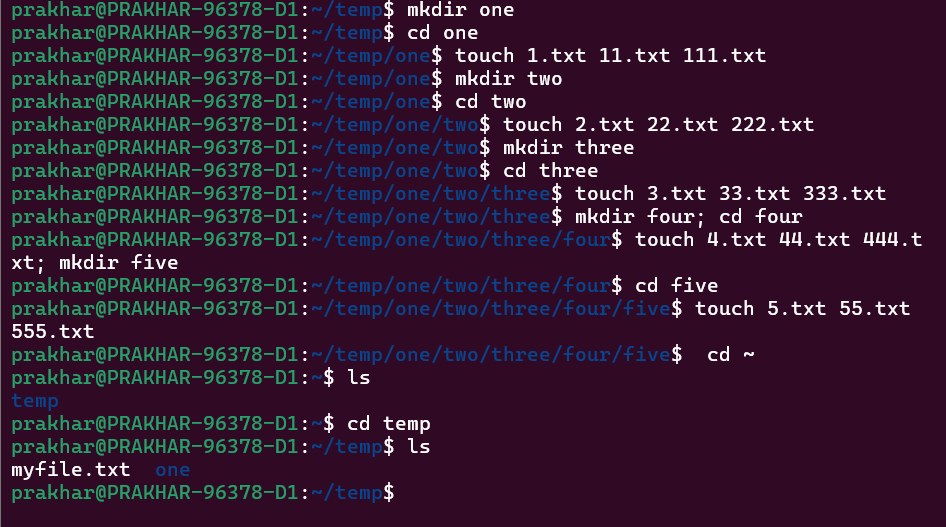 prakhar@PRAKHAR-96378-D1:~/temp$ mkdir one
prakhar@PRAKHAR-96378-D1:~/temp$ cd one
prakhar@PRAKHAR-96378-D1:~/temp/one$ touch 1.txt 11.txt 111.txt
prakhar@PRAKHAR-96378-D1:~/temp/one$ mkdir two
prakhar@PRAKHAR-96378-D1:~/temp/one$ cd two
prakhar@PRAKHAR-96378-D1:~/temp/one/two$ touch 2.txt 22.txt 222.txt
prakhar@PRAKHAR-96378-D1:~/temp/one/two$ mkdir three
prakhar@PRAKHAR-96378-D1:~/temp/one/two$ cd three
prakhar@PRAKHAR-96378-D1:~/temp/one/two/three$ touch 3.txt 33.txt 333.txt
prakhar@PRAKHAR-96378-D1:~/temp/one/two/three$ mkdir four; cd four
prakhar@PRAKHAR-96378-D1:~/temp/one/two/three/four$ touch 4.txt 44.txt 444.t
xt; mkdir five
prakhar@PRAKHAR-96378-D1:~/temp/one/two/three/four$ cd five
prakhar@PRAKHAR-96378-D1:~/temp/one/two/three/four/five$ touch 5.txt 55.txt
555.txt
prakhar@PRAKHAR-96378-D1:~/temp/one/two/three/four/five$  cd ~
prakhar@PRAKHAR-96378-D1:~$ ls
temp
prakhar@PRAKHAR-96378-D1:~$ cd temp
prakhar@PRAKHAR-96378-D1:~/temp$ ls
myfile.txt  one
prakhar@PRAKHAR-96378-D1:~/temp$